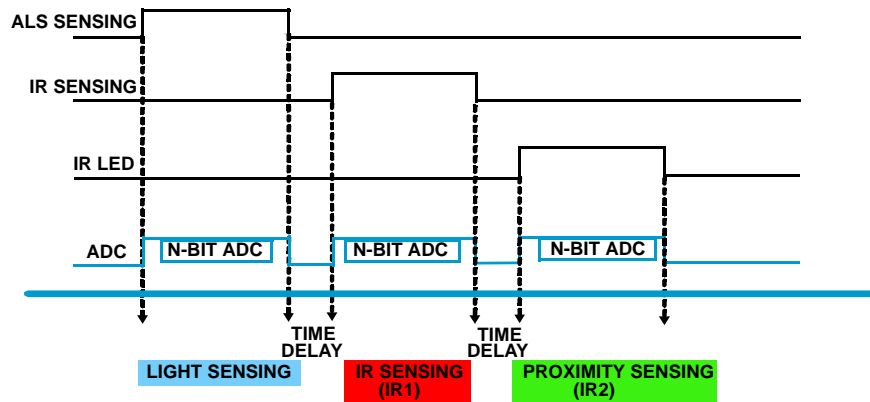 ALS SENSING
IR SENSING
IR LED
ADC
N-BIT ADC
N-BIT ADC
N-BIT ADC
TIME
DELAY
TIME
DELAY
LIGHT SENSING
IR SENSING
(IR1)
PROXIMITY SENSING
(IR2)